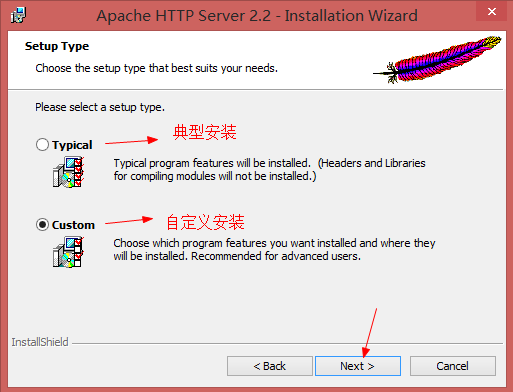 Apache HTTP Server 2.2 - Installation Wizard
Setup Type
Choose the setup type that best suits your needs.
Please select a setup type.
Typical
典型安装
Typical program features will be installed. (Headers and Libraries
for compiling modules will not be installed.)
Custom
自定义安装
Choose which program features you want installed and where they
will be installed. Recommended for advanced users.
InstallShield
< Back
Next >
Cancel